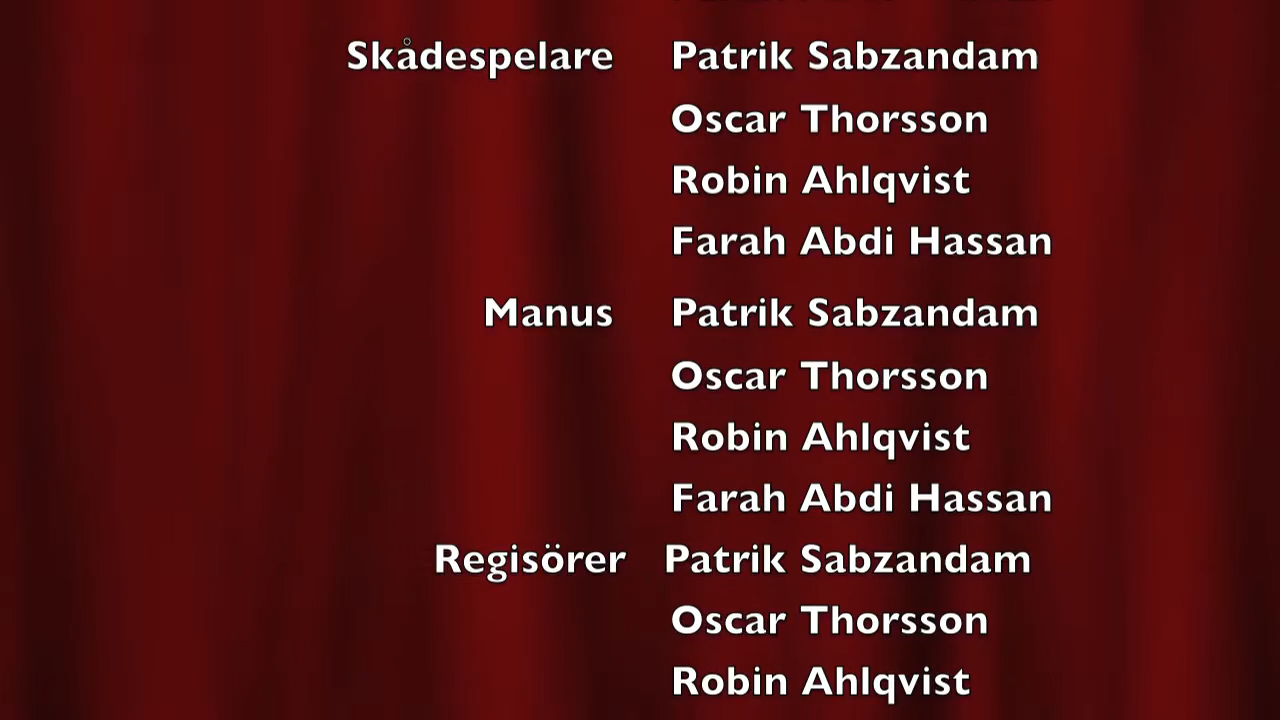 Skådespelare Patrik Sabzandam
Oscar Thorsson
Robin Ahlqvist
Farah Abdi Hassan
Manus Patrik Sabzandam
Oscar Thorsson
Robin Ahlqvist
Farah Abdi Hassan
Regisörer Patrik Sabzandam
Oscar Thorsson
Robin Ahlqvist